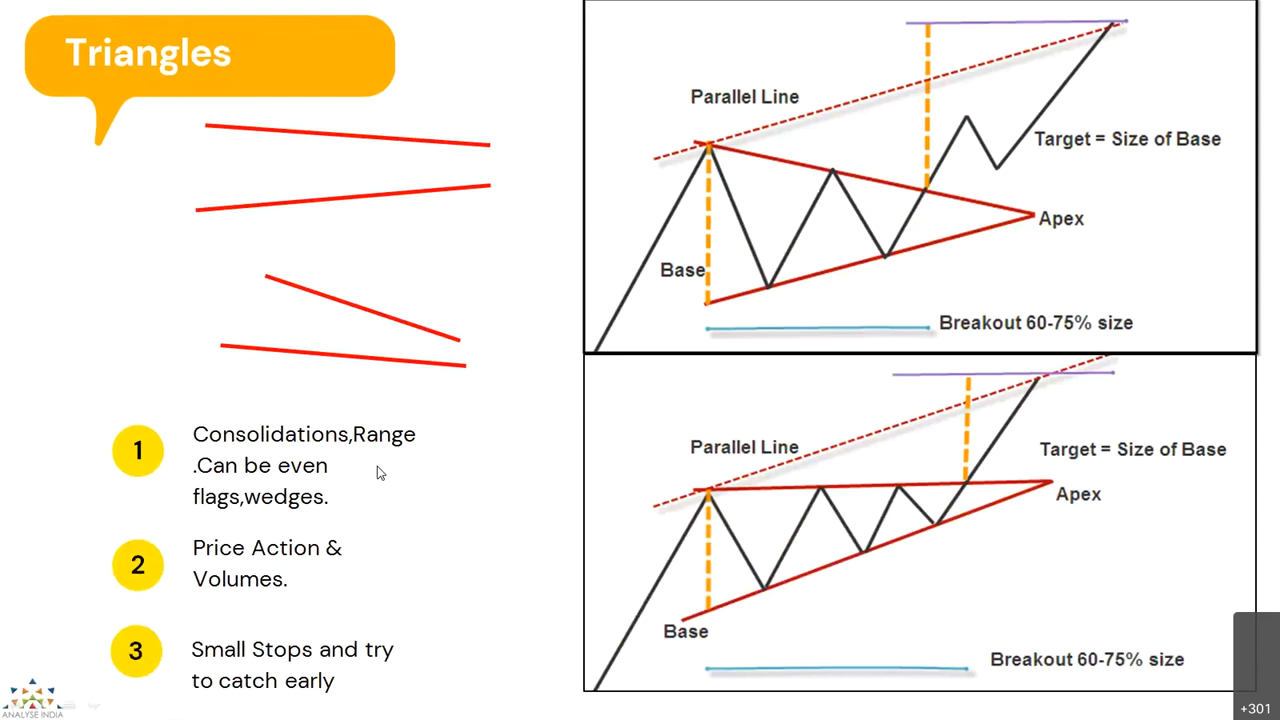 Triangles
1
Consolidations,Range
.Can be even
flags,wedges.
2
Price Action &
Volumes.
3
Small Stops and try
to catch early
ANALYSE INDIA
Parallel Line
Target = Size of Base
Apex
Base
Breakout 60-75% size
Parallel Line
Target = Size of Base
Apex
Base
Breakout 60-75% size
+301